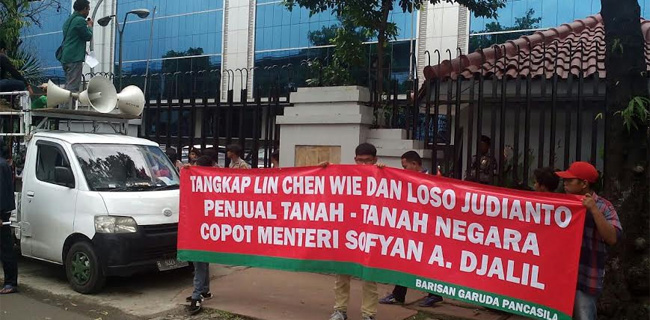 TANGKAP LIN CHEN WIE DAN LOSO JUDIANTO
PENJUAL TANAH - TANAH NEGARA
COPOT MENTERI SOFYAN A. DJALIL
BARISAN GARUDA PANCASILA